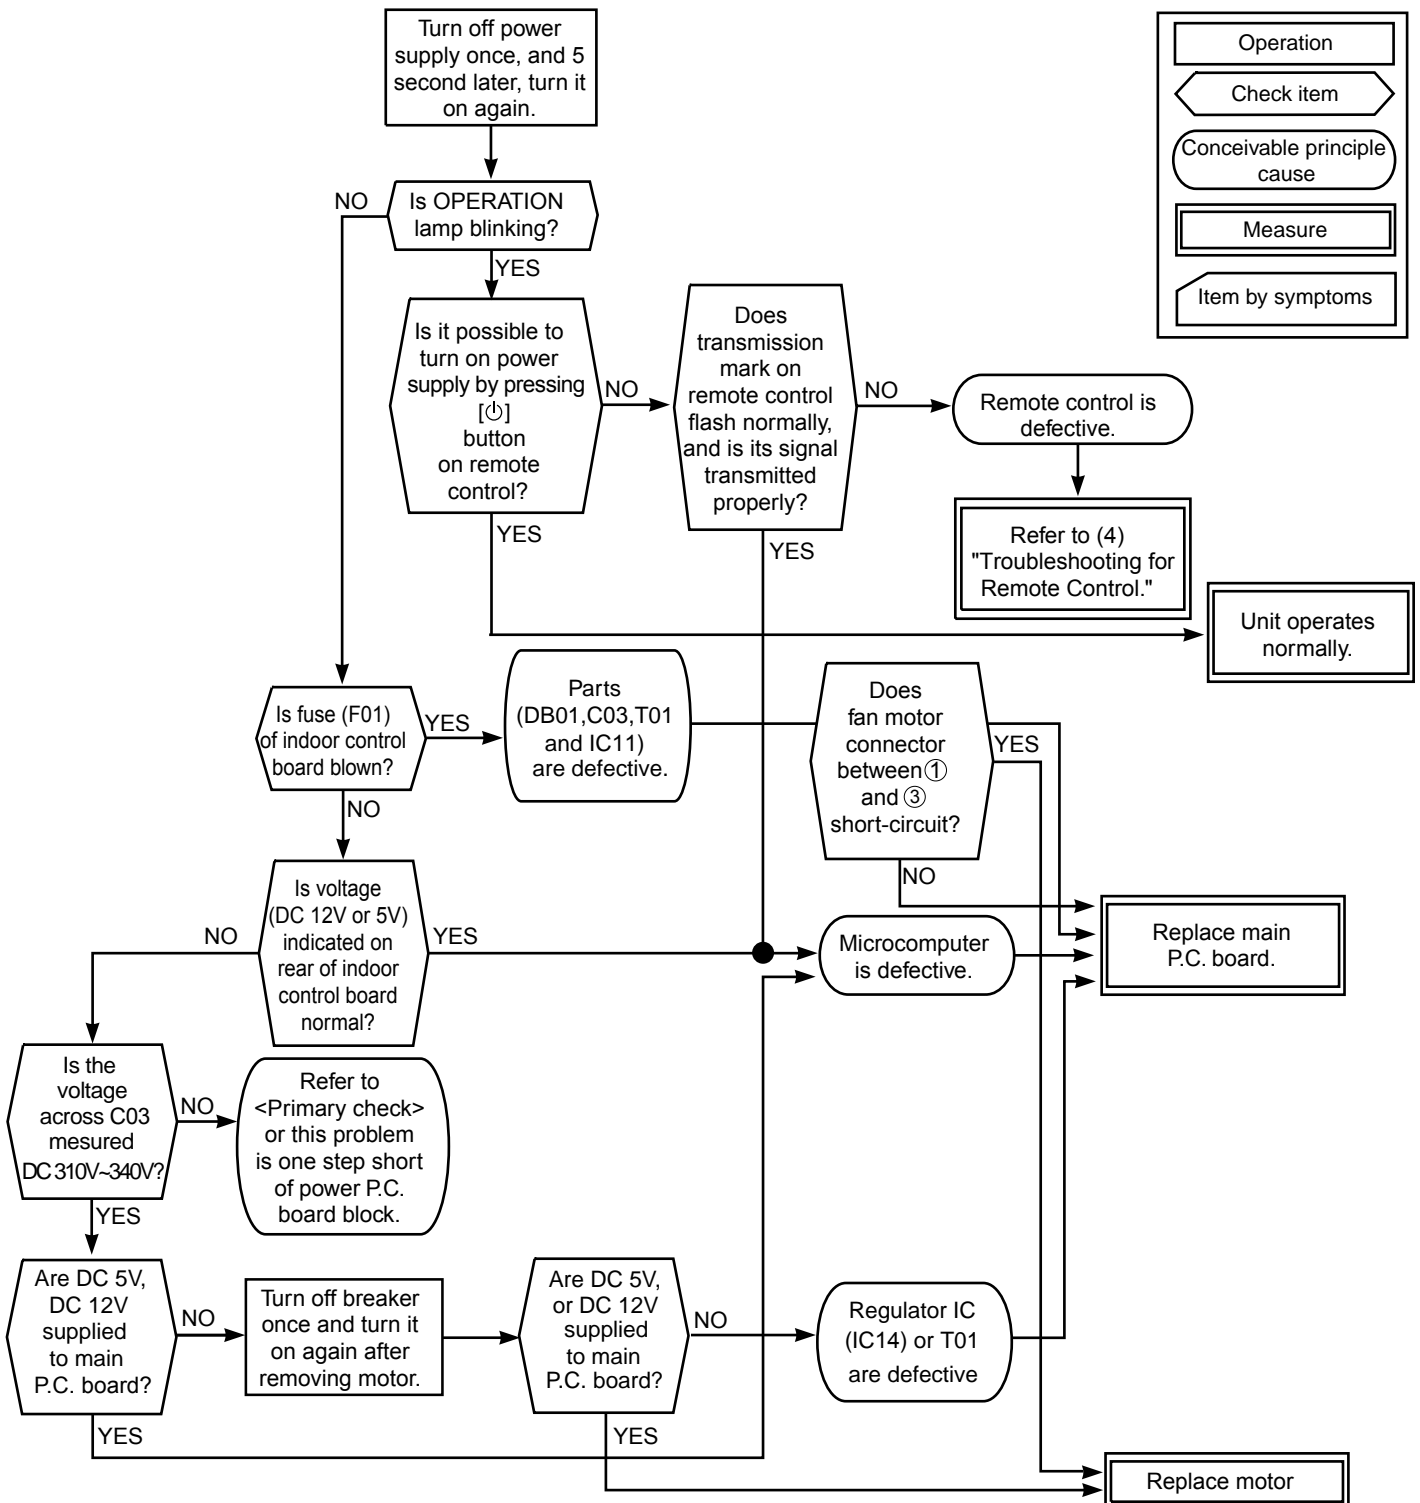 Turn off power
supply once, and 5
second later, turn it
on again.
Operation
Check item
Conceivable principle
cause
Measure
Item by symptoms
NO
Is OPERATION
lamp blinking?
YES
Is it possible to
turn on power
supply by pressing
[⏻]
button
on remote
control?
NO
Does
transmission
mark on
remote control
flash normally,
and is its signal
transmitted
properly?
NO
Remote control is
defective.
YES
YES
Refer to (4)
"Troubleshooting for
Remote Control."
Unit operates
normally.
Is fuse (F01)
of indoor control
board blown?
YES
Parts
(DB01,C03,T01
and IC11)
are defective.
Does
fan motor
connector
between①
and ③
short-circuit?
YES
NO
NO
Is voltage
(DC 12V or 5V)
indicated on
rear of indoor
control board
normal?
NO
YES
Microcomputer
is defective.
Replace main
P.C. board.
Is the
voltage
across C03
mesured
DC 310V~340V?
NO
Refer to
<Primary check>
or this problem
is one step short
of power P.C.
board block.
YES
Are DC 5V,
DC 12V
supplied
to main
P.C. board?
NO
Turn off breaker
once and turn it
on again after
removing motor.
Are DC 5V,
or DC 12V
supplied
to main
P.C. board?
NO
Regulator IC
(IC14) or T01
are defective
YES
YES
Replace motor